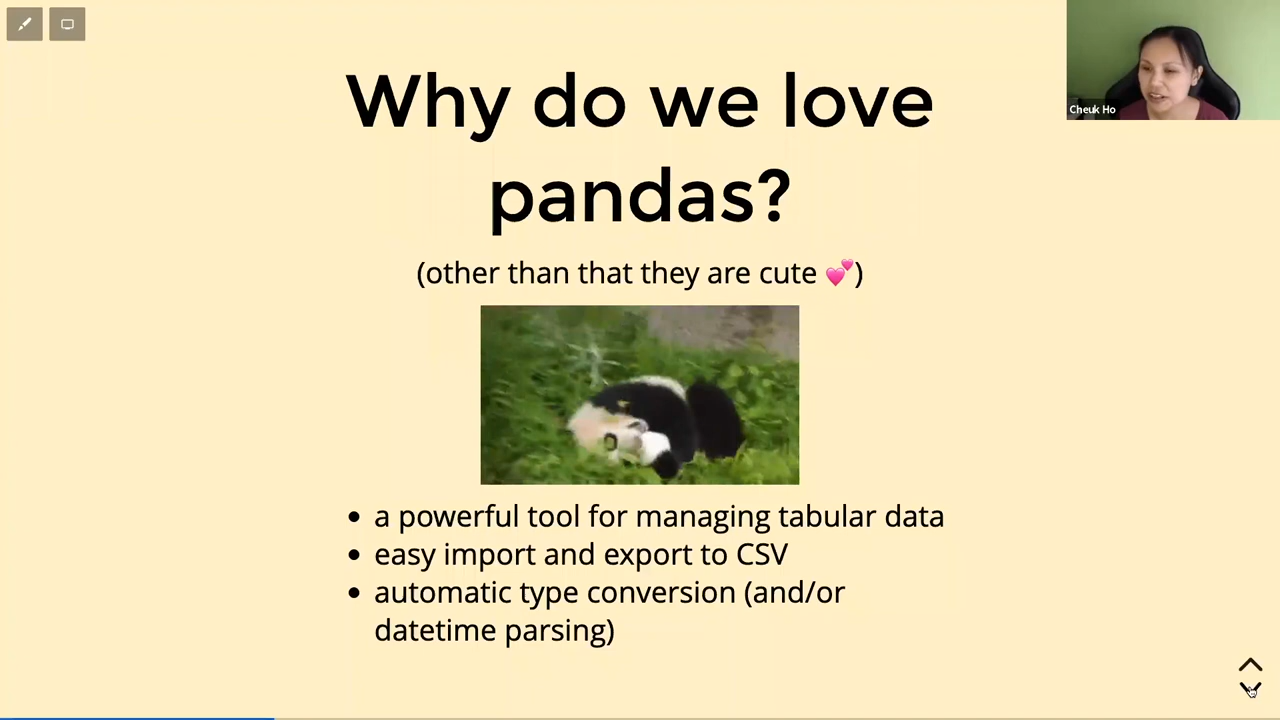 Why do we love
pandas?
(other than that they are cute 💕)
Cheuk Ho
a powerful tool for managing tabular data
easy import and export to CSV
automatic type conversion (and/or
datetime parsing)